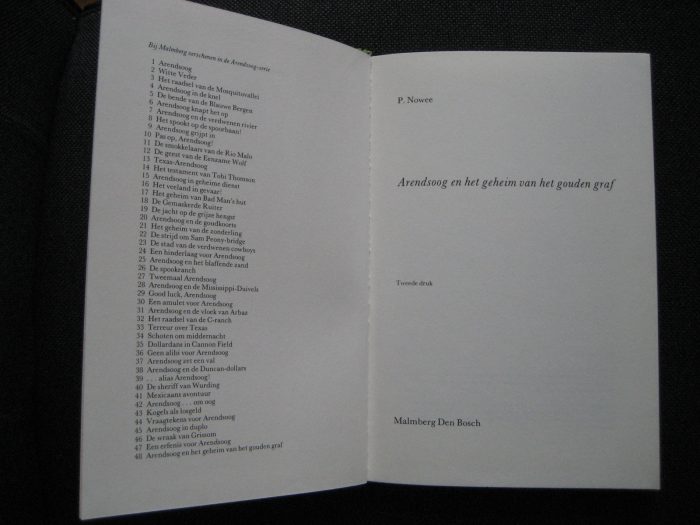 Bij Malmberg verschenen in de Arendsoog-serie
1 Arendsoog
2 Witte Veder
3 Het raadsel van de Mosquitovallei
4 Arendsoog in de knel
5 De bende van de Blauwe Bergen
6 Arendsoog knapt het op
7 Arendsoog en de verdwenen rivier
8 Het spookt op de spoorbaan!
9 Arendsoog grijpt in
10 Pas op, Arendsoog!
11 De smokkelaars van de Rio Malo
12 De geest van de Eenzame Wolf
13 Texas-Arendsoog
14 Het testament van Tobi Thomson
15 Arendsoog in geheime dienst
16 Het veeland in gevaar!
17 Het geheim van Bad Man's hut
18 De Gemaskerde Ruiter
19 De jacht op de grijze hengst
20 Arendsoog en de goudkoorts
21 Het geheim van de zonderling
22 De strijd om Sam Peony-bridge
23 De stad van de verdwenen cowboys
24 Een hinderlaag voor Arendsoog
25 Arendsoog en het blaffende zand
26 De spookranch
27 Tweemaal Arendsoog
28 Arendsoog en de Mississippi-Duivels
29 Good luck, Arendsoog
30 Een amulet voor Arendsoog
31 Arendsoog en de vloek van Arbaz
32 Het raadsel van de C-ranch
33 Terreur over Texas
34 Schoten om middernacht
35 Dollardans in Cannon Field
36 Geen alibi voor Arendsoog
37 Arendsoog zet een val
38 Arendsoog en de Duncan-dollars
39 . . . alias Arendsoog!
40 De sheriff van Wurding
41 Mexicaans avontuur
42 Arendsoog . . . om oog
43 Kogels als losgeld
44 Vraagtekens voor Arendsoog
45 Arendsoog in duplo
46 De wraak van Grissom
47 Een erfenis voor Arendsoog
48 Arendsoog en het geheim van het gouden graf
P. Nowee
Arendsoog en het geheim van het gouden graf
Tweede druk
Malmberg Den Bosch